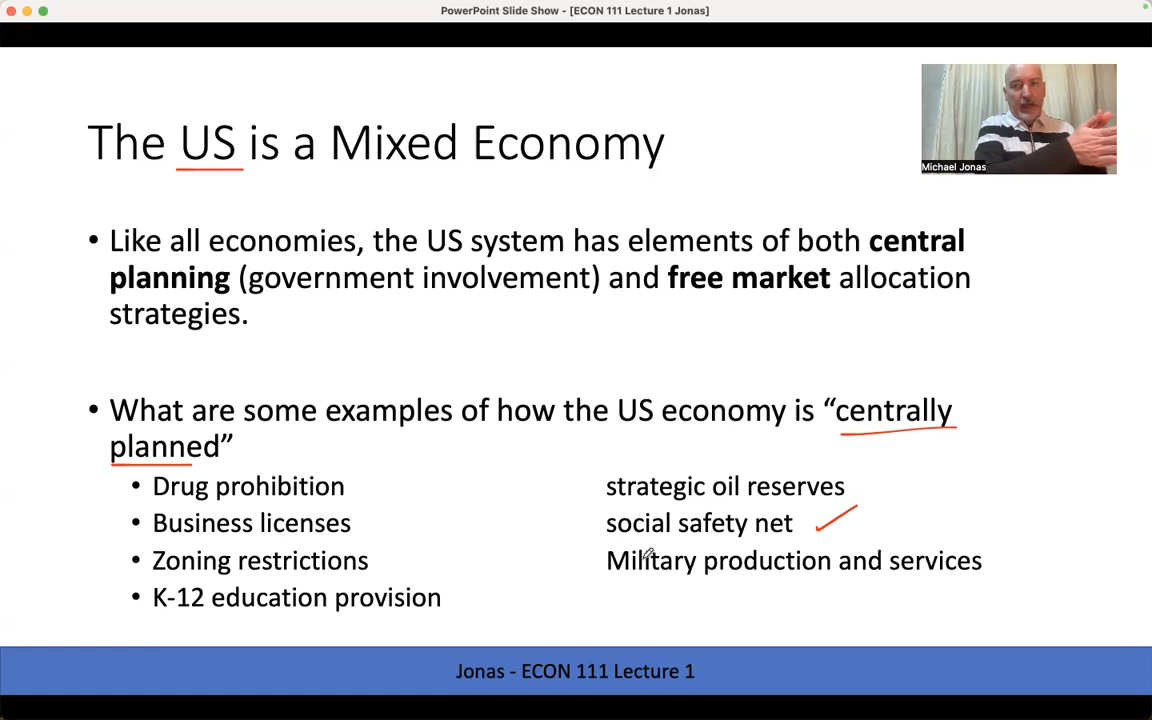 PowerPoint Slide Show - [ECON 111 Lecture 1 Jonas]
Michael Jonas
The US is a Mixed Economy
• Like all economies, the US system has elements of both central
planning (government involvement) and free market allocation
strategies.
• What are some examples of how the US economy is “centrally
planned”
• Drug prohibition
• Business licenses
• Zoning restrictions
• K-12 education provision
strategic oil reserves
social safety net
Military production and services
Jonas - ECON 111 Lecture 1